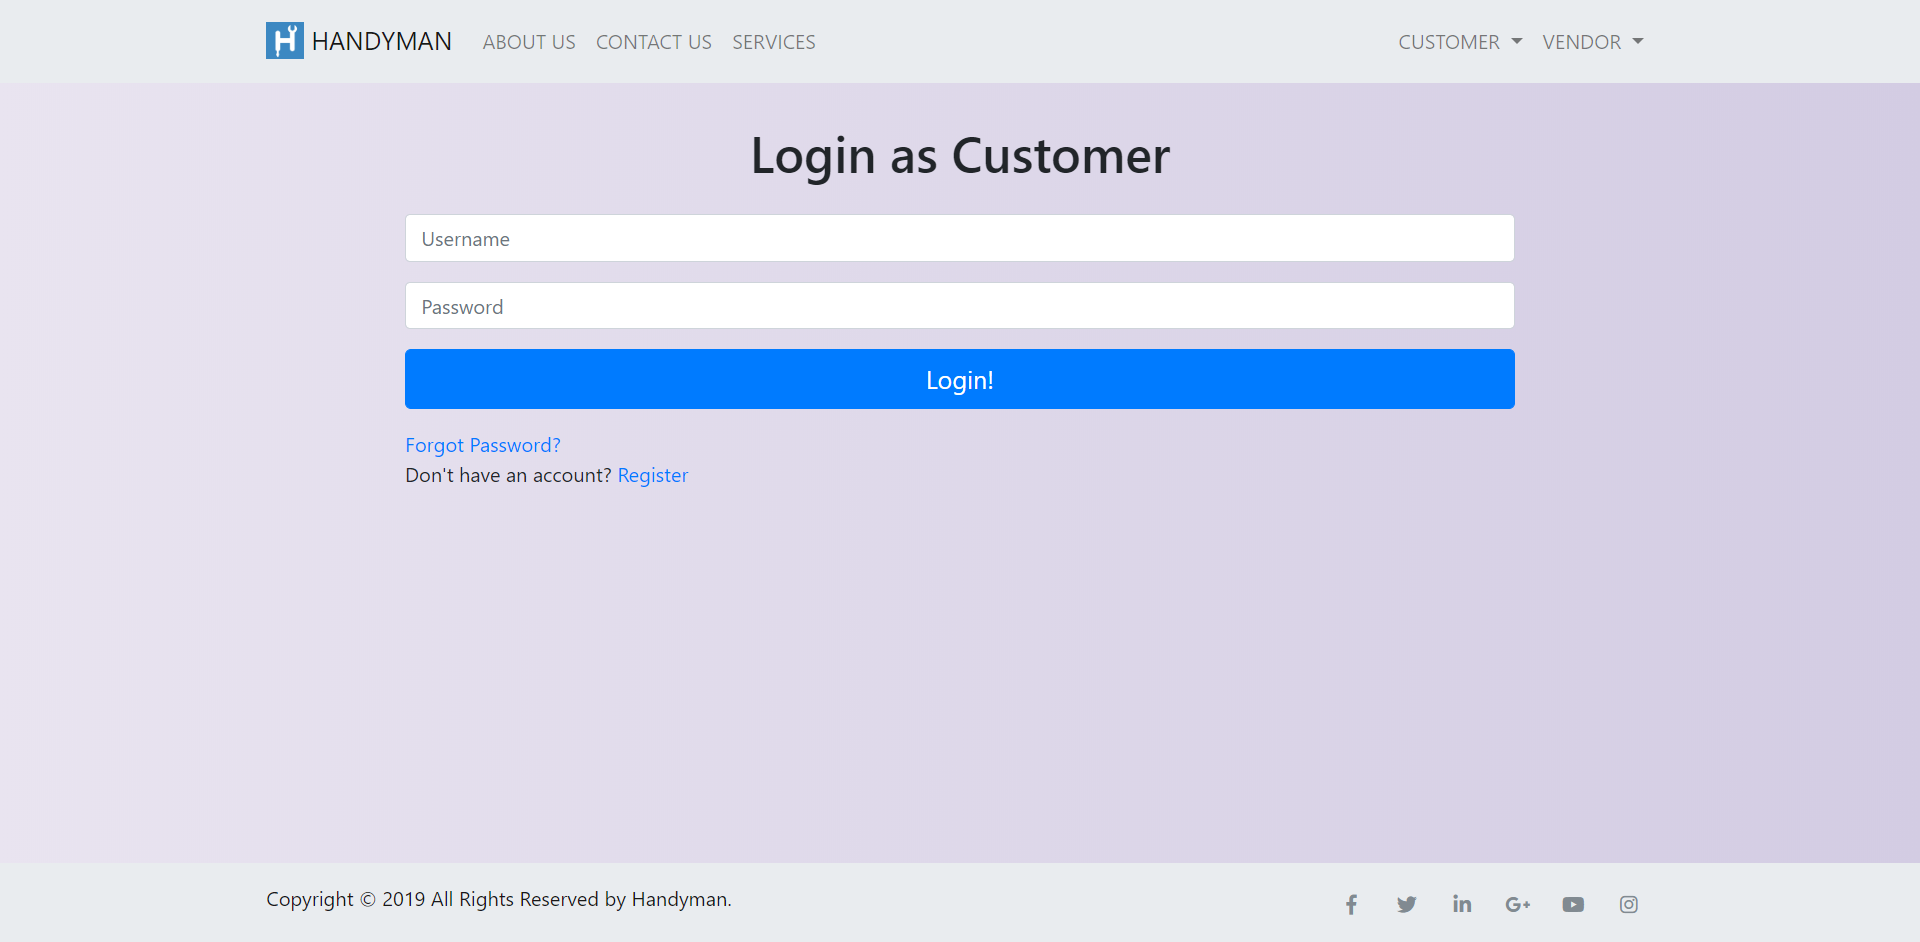 HANDYMAN ABOUT US CONTACT US SERVICES CUSTOMER VENDOR
Login as Customer
Username
Password
Login!
Forgot Password?
Don't have an account? Register
Copyright © 2019 All Rights Reserved by Handyman.